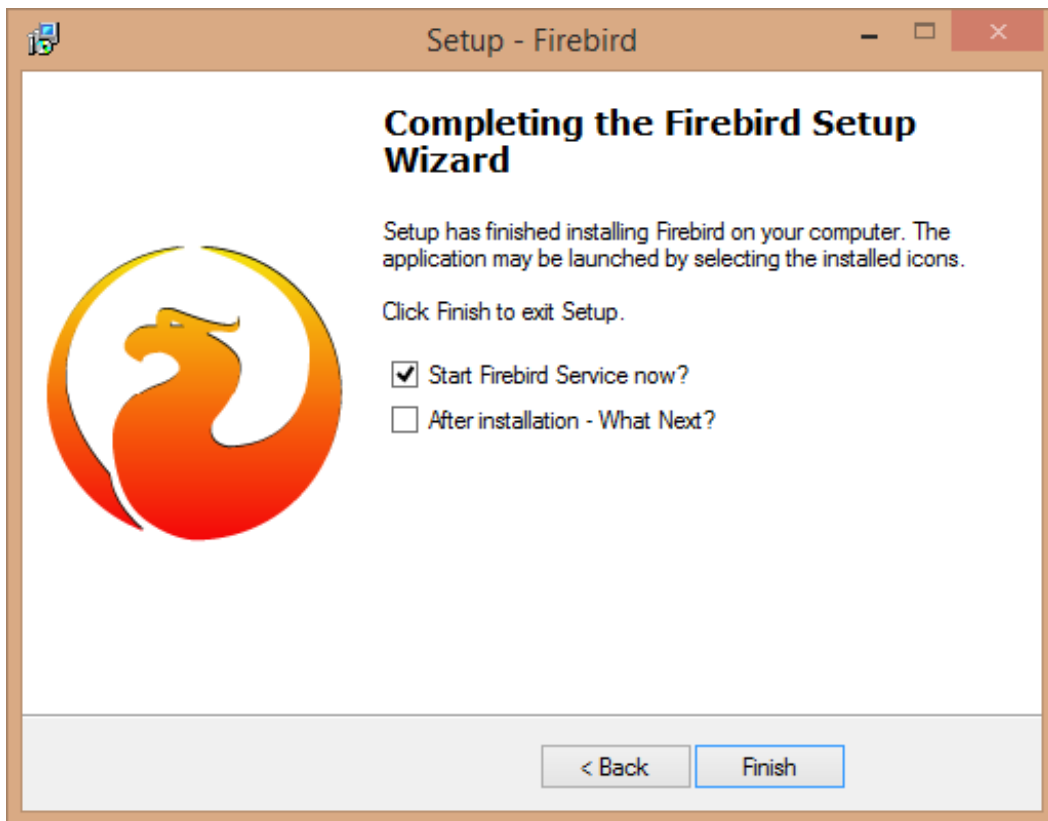 Setup - Firebird
Completing the Firebird Setup
Wizard
Setup has finished installing Firebird on your computer. The
application may be launched by selecting the installed icons.
Click Finish to exit Setup.
Start Firebird Service now?
After installation - What Next?
< Back
Finish